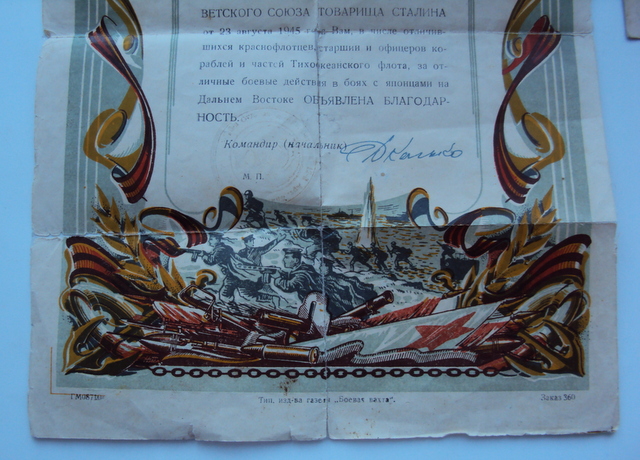 ВЕТСКОГО СОЮЗА ТОВАРИЩА СТАЛИНА
от 23 августа 1945 года Вам, в числе отличив-
шихся краснофлотцев, старшин и офицеров ко-
раблей и частей Тихоокеанского флота, за от-
личные боевые действия в боях с японцами на
Дальнем Востоке ОБЪЯВЛЕНА БЛАГОДАР-
НОСТЬ.
Командир (начальник)
М. П.
Тип. изд-ва газеты „Боевая вахта“.
Заказ 360